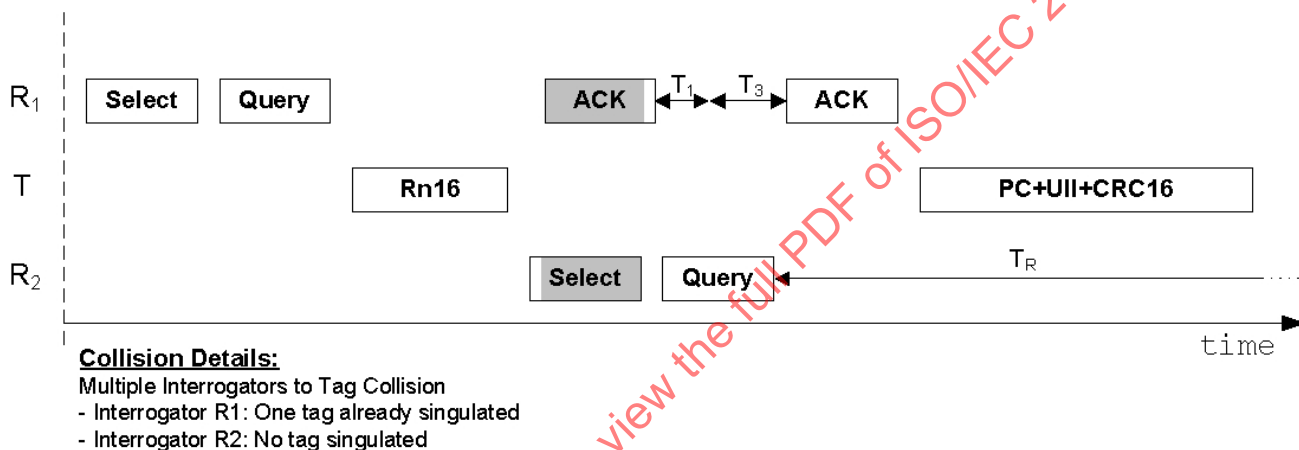 R1 Select Query ACK T1 T3 ACK
T Rn16 PC+UII+CRC16
R2 Select Query TR
time
Collision Details:
Multiple Interrogators to Tag Collision
- Interrogator R1: One tag already singulated
- Interrogator R2: No tag singulated
view the full PDF of ISO/IEC 2